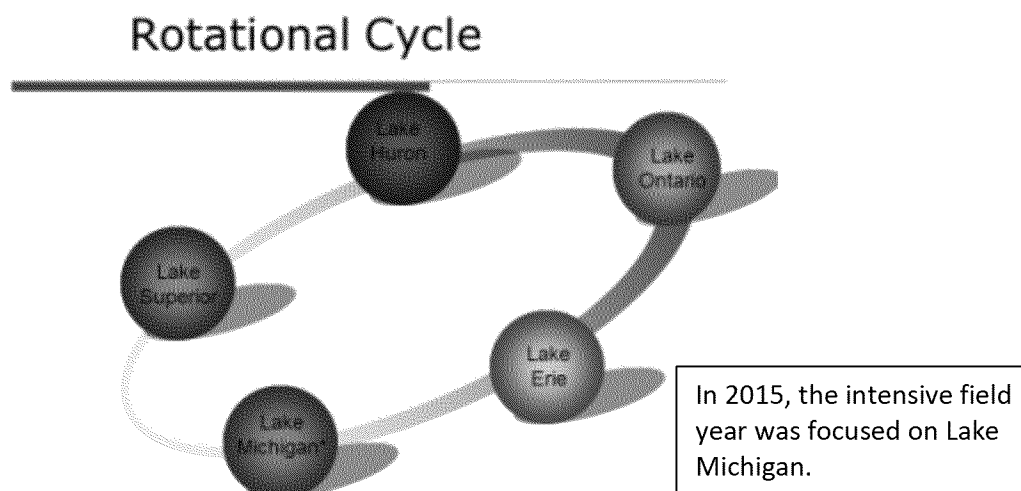 Rotational Cycle
Lake
Huron
Lake
Ontario
Lake
Superior
Lake
Erie
Lake
Michigan*
In 2015, the intensive field
year was focused on Lake
Michigan.